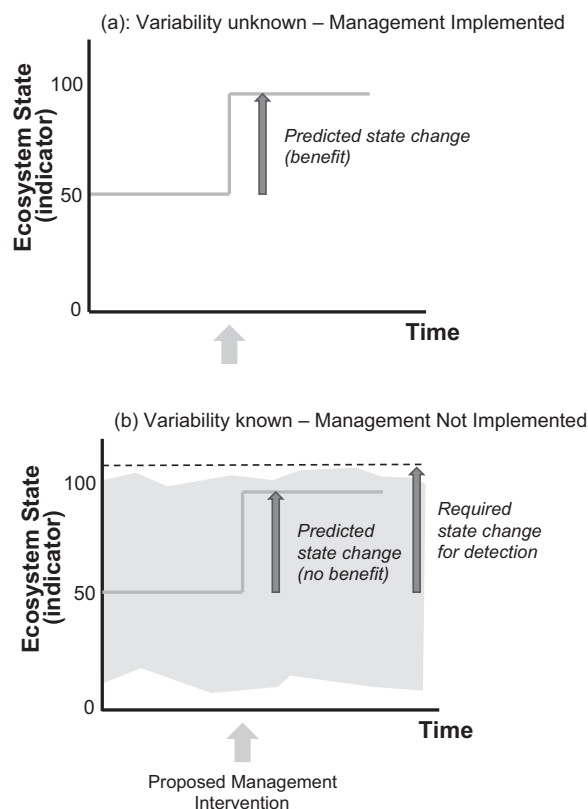 (a): Variability unknown – Management Implemented
Ecosystem State
(indicator)
100
50
0
Predicted state change
(benefit)
Time
(b) Variability known – Management Not Implemented
Ecosystem State
(indicator)
100
50
0
Predicted
state change
(no benefit)
Required
state change
for detection
Time
Proposed Management
Intervention